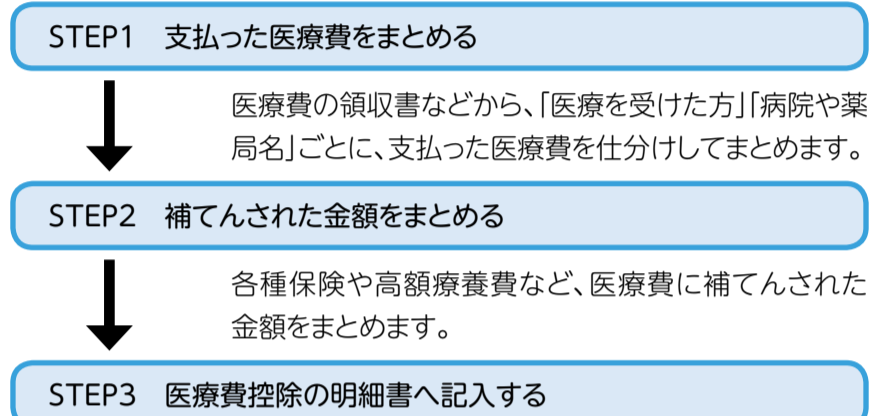 STEP1　支払った医療費をまとめる
医療費の領収書などから、「医療を受けた方」「病院や薬
局名」ごとに、支払った医療費を仕分けしてまとめます。
STEP2　補てんされた金額をまとめる
各種保険や高額療養費など、医療費に補てんされた
金額をまとめます。
STEP3　医療費控除の明細書へ記入する